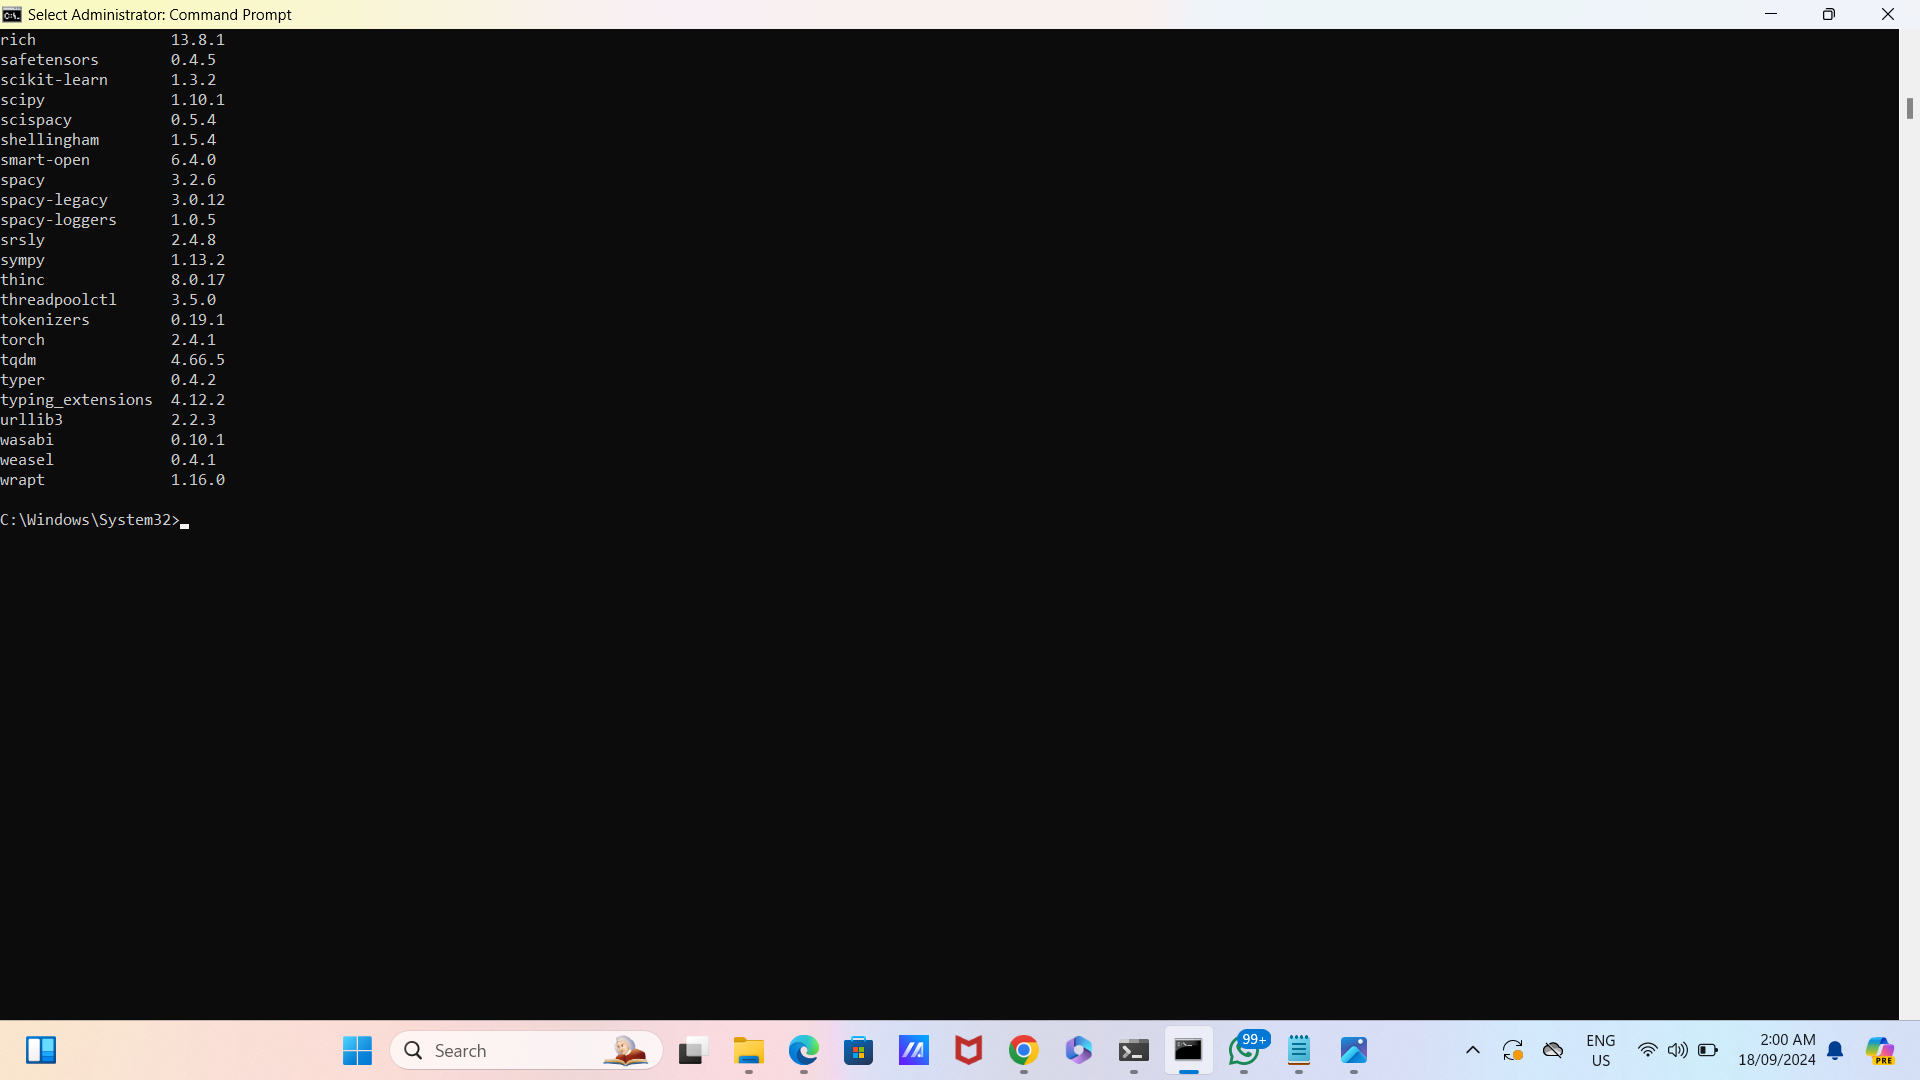 Select Administrator: Command Prompt
rich 13.8.1
safetensors 0.4.5
scikit-learn 1.3.2
scipy 1.10.1
scispacy 0.5.4
shellingham 1.5.4
smart-open 6.4.0
spacy 3.2.6
spacy-legacy 3.0.12
spacy-loggers 1.0.5
srsly 2.4.8
sympy 1.13.2
thinc 8.0.17
threadpoolctl 3.5.0
tokenizers 0.19.1
torch 2.4.1
tqdm 4.66.5
typer 0.4.2
typing_extensions 4.12.2
urllib3 2.2.3
wasabi 0.10.1
weasel 0.4.1
wrapt 1.16.0
C:\Windows\System32>
Search
99+
ENG
US
2:00 AM
18/09/2024
PRE